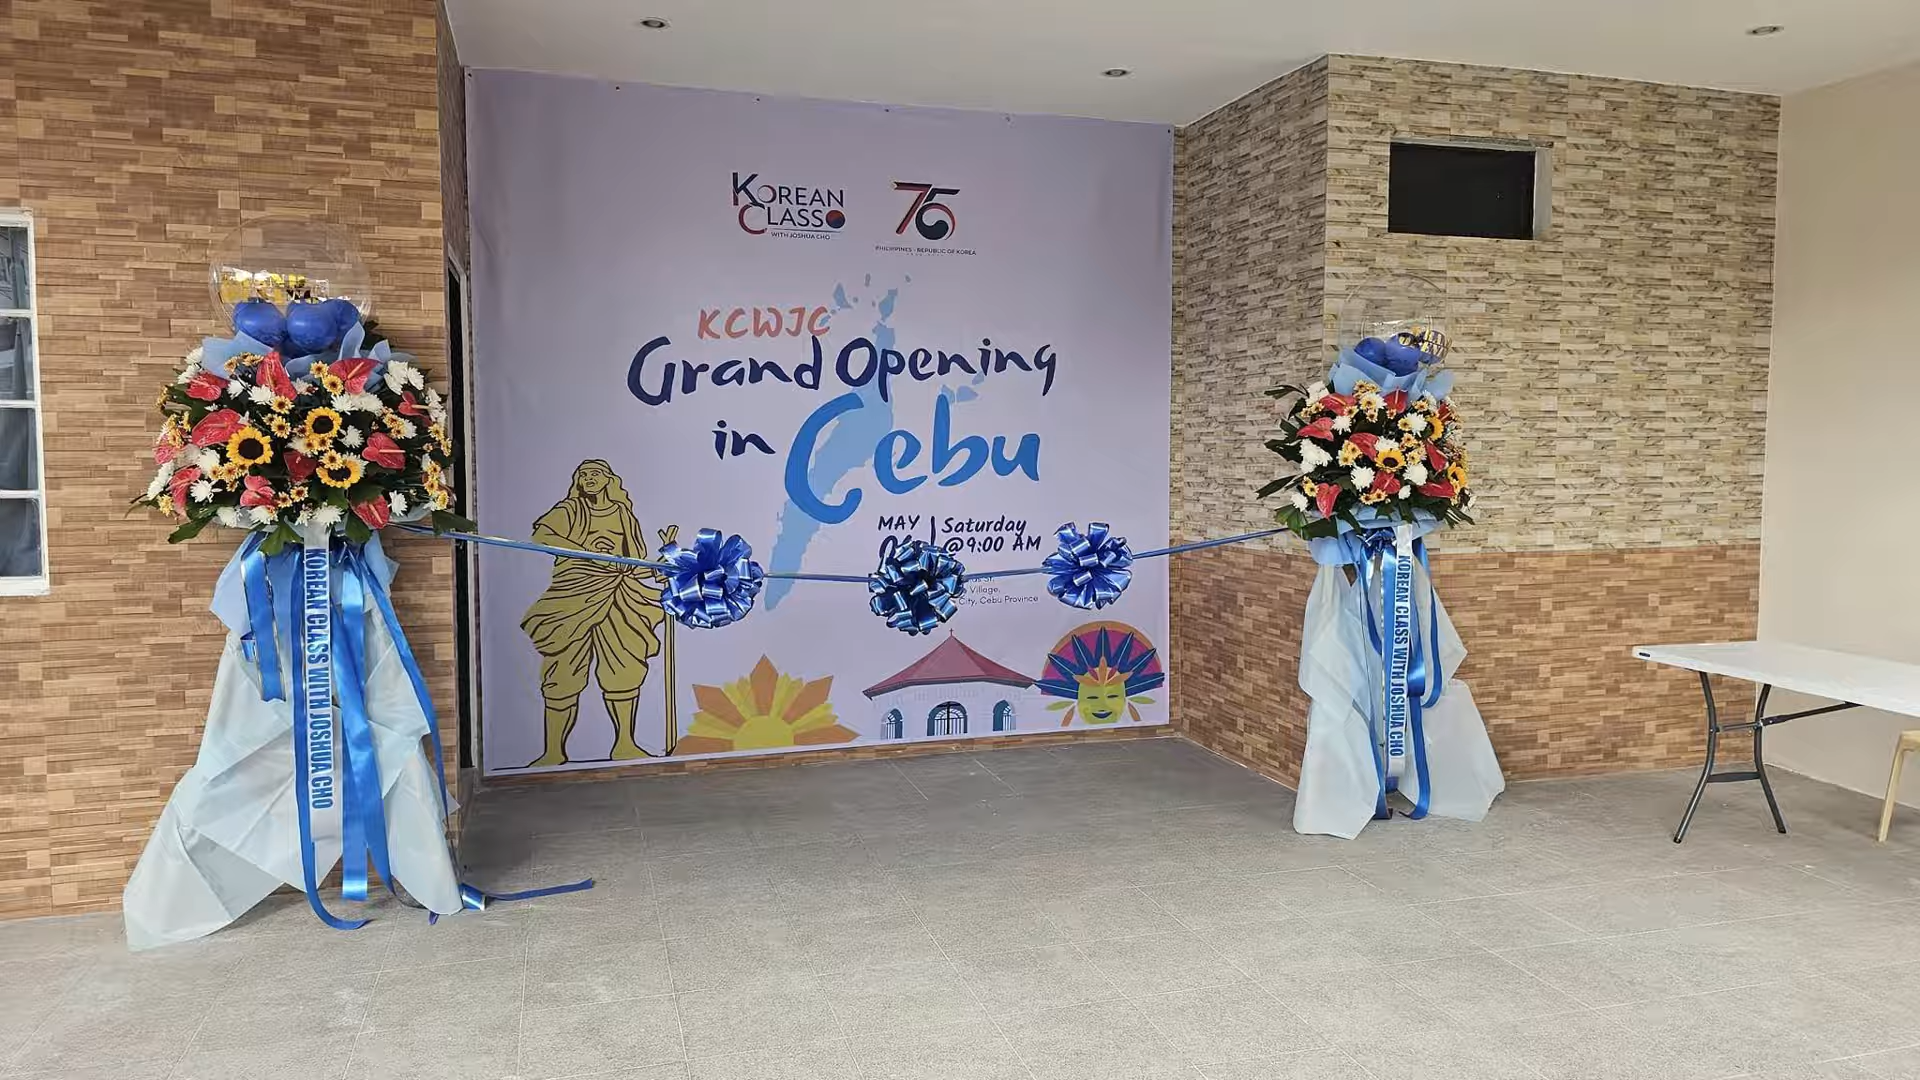 KOREAN
CLASS
WITH JOSHUA CHO
75
PHILIPPINES - REPUBLIC OF KOREA
KCWJC
Grand Opening
in Cebu
MAY
Saturday
@ 9:00 AM
Village,
City, Cebu Province
KOREAN CLASS WITH JOSHUA CHO
KOREAN CLASS WITH JOSHUA CHO